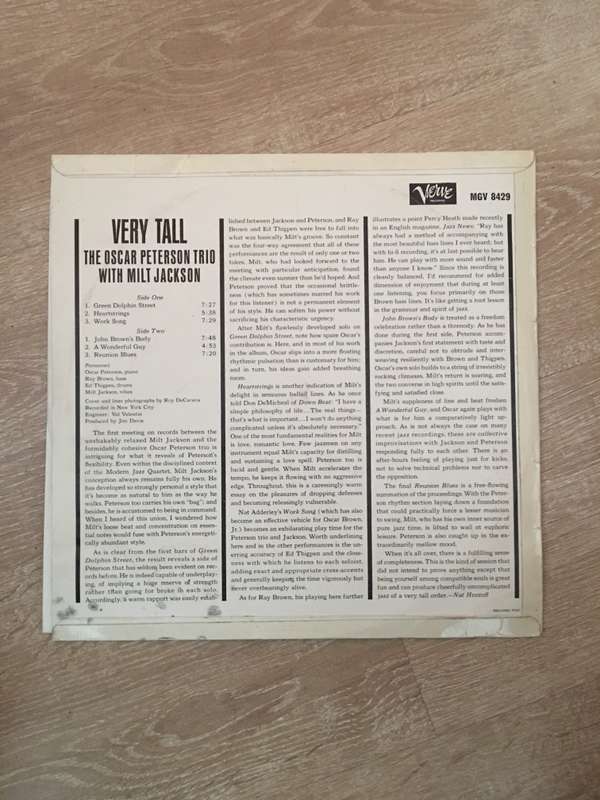 Verve
RECORDS
MGV 8429
VERY TALL
THE OSCAR PETERSON TRIO
WITH MILT JACKSON
Side One
1. Green Dolphin Street 7:27
2. Heartstrings 5:38
3. Work Song 7:29
Side Two
1. John Brown's Body 7:48
2. A Wonderful Guy 4:53
3. Reunion Blues 7:20
Personnel:
Oscar Peterson, piano
Ray Brown, bass
Ed Thigpen, drums
Milt Jackson, vibes
Cover and liner photographs by Roy DeCarava
Recorded in New York City
Engineer: Val Valentin
Produced by Jim Davis
The first meeting on records between the
unshakably relaxed Milt Jackson and the
formidably cohesive Oscar Peterson trio is
intriguing for what it reveals of Peterson's
flexibility. Even within the disciplined context
of the Modern Jazz Quartet, Milt Jackson's
conception always remains fully his own. He
has developed so strongly personal a style that
it's become as natural to him as the way he
walks. Peterson too carries his own "bag"; and
besides, he is accustomed to being in command.
When I heard of this union, I wondered how
Milt's loose beat and concentration on essen-
tial notes would fuse with Peterson's energeti-
cally abundant style.
As is clear from the first bars of Green
Dolphin Street, the result reveals a side of
Peterson that has seldom been evident on rec-
ords before. He is indeed capable of underplay-
ing, of implying a huge reserve of strength
rather than going for broke in each solo.
Accordingly, a warm rapport was easily estab-
lished between Jackson and Peterson, and Ray
Brown and Ed Thigpen were free to fall into
what was basically Milt's groove. So constant
was the four-way agreement that all of these
performances are the result of only one or two
takes. Milt, who had looked forward to the
meeting with particular anticipation, found
the climate even sunnier than he'd hoped. And
Peterson proved that the occasional brittle-
ness (which has sometimes marred his work
for this listener) is not a permanent element
of his style. He can soften his power without
sacrificing his characteristic urgency.
After Milt's flawlessly developed solo on
Green Dolphin Street, note how spare Oscar's
contribution is. Here, and in most of his work
in the album, Oscar slips into a more floating
rhythmic pulsation than is customary for him;
and in turn, his ideas gain added breathing
room.
Heartstrings is another indication of Milt's
delight in sensuous ballad lines. As he once
told Don DeMicheal of Down Beat: "I have a
simple philosophy of life...The real things—
that's what is important...I won't do anything
complicated unless it's absolutely necessary."
One of the most fundamental realities for Milt
is love, romantic love. Few jazzmen on any
instrument equal Milt's capacity for distilling
and sustaining a love spell. Peterson too is
lucid and gentle. When Milt accelerates the
tempo, he keeps it flowing with no aggressive
edge. Throughout, this is a caressingly warm
essay on the pleasures of dropping defenses
and becoming relaxingly vulnerable.
Nat Adderley's Work Song (which has also
become an effective vehicle for Oscar Brown,
Jr.) becomes an exhilarating play time for the
Peterson trio and Jackson. Worth underlining
here and in the other performances is the un-
erring accuracy of Ed Thigpen and the close-
ness with which he listens to each soloist,
adding exact and appropriate cross-accents
and generally keeping the time vigorously but
never overbearingly alive.
As for Ray Brown, his playing here further
illustrates a point Percy Heath made recently
in an English magazine, Jazz News: "Ray has
always had a method of accompanying with
the most beautiful bass lines I ever heard; but
with to 6 recording, it's at last possible to hear
him. He can play with more sound and faster
than anyone I know." Since this recording is
cleanly balanced, I'd recommend for added
dimension of enjoyment that during at least
one listening, you focus primarily on those
Brown bass lines. It's like getting a root lesson
in the grammar and spirit of jazz.
John Brown's Body is treated as a freedom
celebration rather than a threnody. As he has
done during the first side, Peterson accom-
panies Jackson's first statement with taste and
discretion, careful not to obtrude and inter-
weaving resiliently with Brown and Thigpen.
Oscar's own solo builds to a string of irresistibly
rocking climaxes. Milt's return is soaring, and
the two converse in high spirits until the satis-
fying and satisfied close.
Milt's suppleness of line and beat freshen
A Wonderful Guy, and Oscar again plays with
what is for him a comparatively light ap-
proach. As is not always the case on many
recent jazz recordings, these are collective
improvisations with Jackson and Peterson
responding fully to each other. There is an
after-hours feeling of playing just for kicks,
not to solve technical problems nor to carve
the opposition.
The final Reunion Blues is a free-flowing
summation of the proceedings. With the Peter-
son rhythm section laying down a foundation
that could practically force a lesser musician
to swing, Milt, who has his own inner source of
pure jazz time, is lifted to wail at euphoric
leisure. Peterson is also caught up in the ex-
traordinarily mellow mood.
When it's all over, there is a fulfilling sense
of completeness. This is the kind of session that
did not intend to prove anything except that
being yourself among compatible souls is great
fun and can produce cheerfully uncomplicated
jazz of a very tall order.—Nat Hentoff